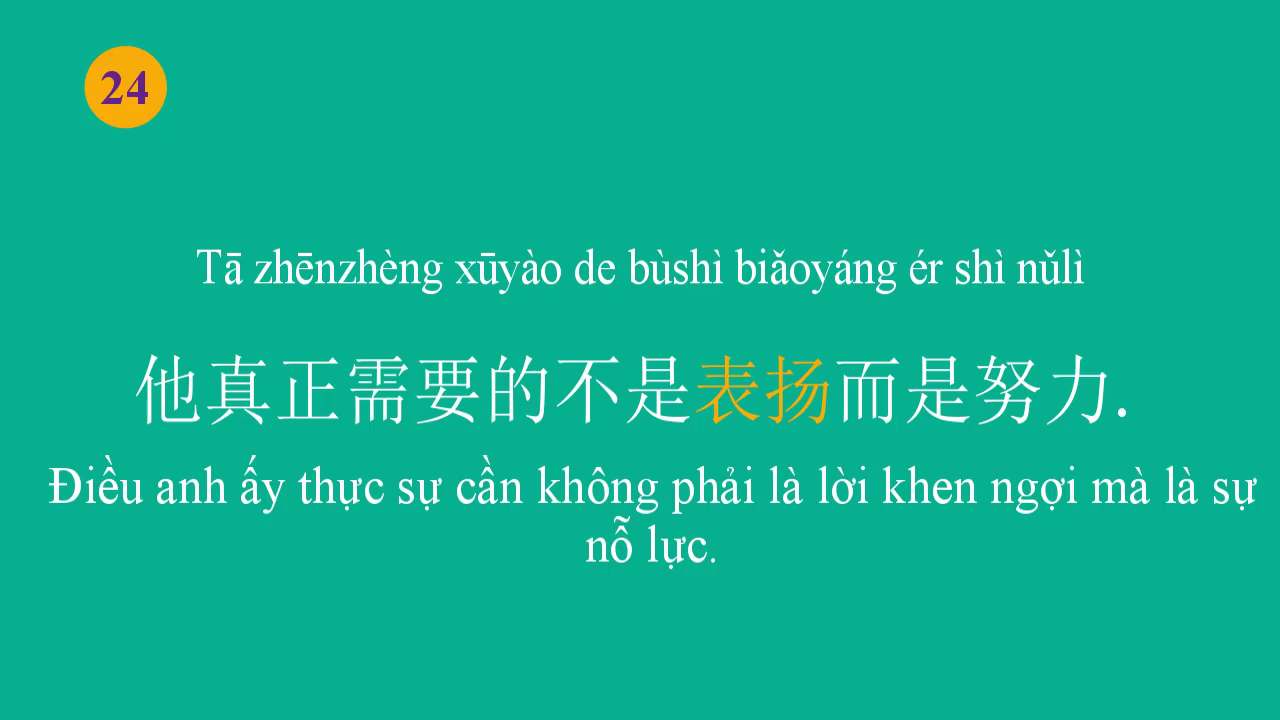 24
Tā zhēnzhèng xūyào de bùshì biǎoyáng ér shì nǔlì
他真正需要的不是表扬而是努力.
Điều anh ấy thực sự cần không phải là lời khen ngợi mà là sự
nỗ lực.